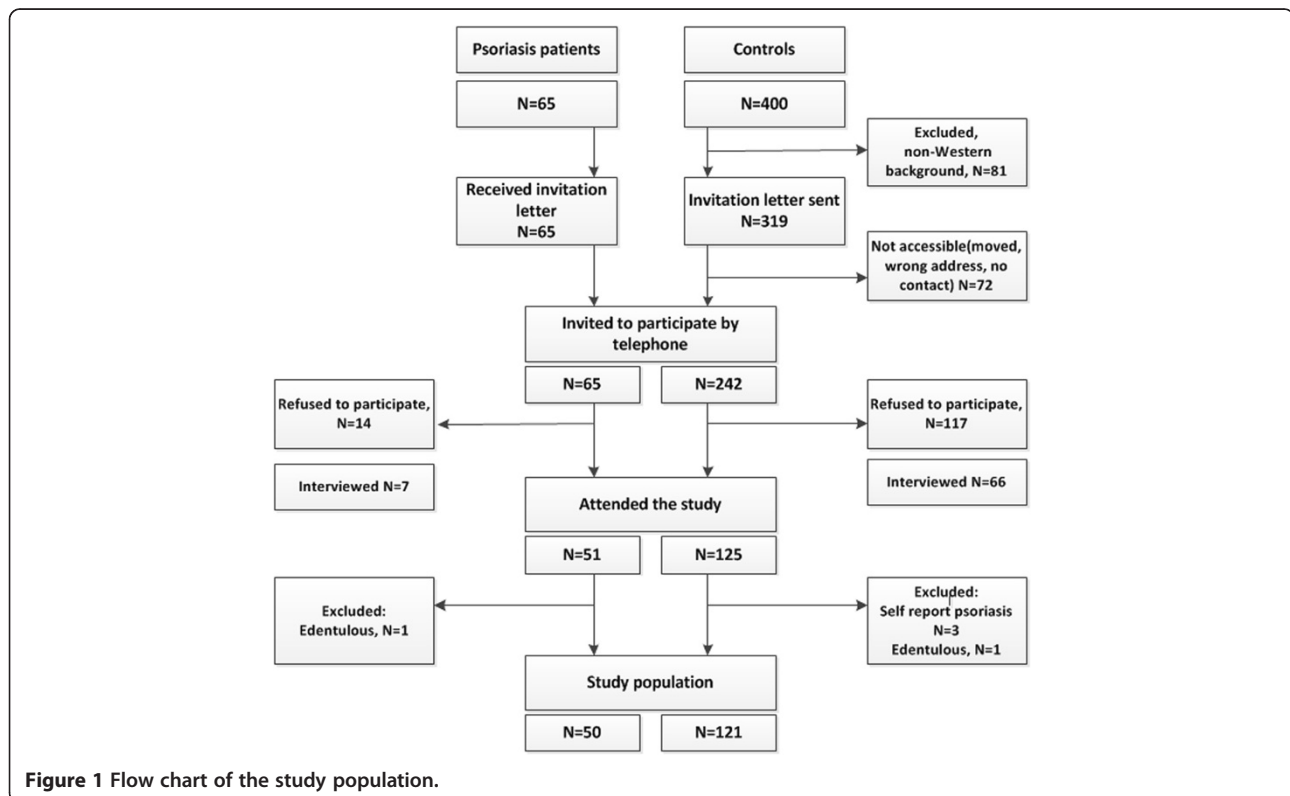 Psoriasis patients
Controls
N=65
N=400
Excluded,
non-Western
background, N=81
Received invitation
letter
N=65
Invitation letter sent
N=319
Not accessible(moved,
wrong address, no
contact) N=72
Invited to participate by
telephone
N=65
N=242
Refused to participate,
N=14
Refused to participate,
N=117
Interviewed N=7
Interviewed N=66
Attended the study
N=51
N=125
Excluded:
Edentulous, N=1
Excluded:
Self report psoriasis
N=3
Edentulous, N=1
Study population
N=50
N=121
Figure 1 Flow chart of the study population.